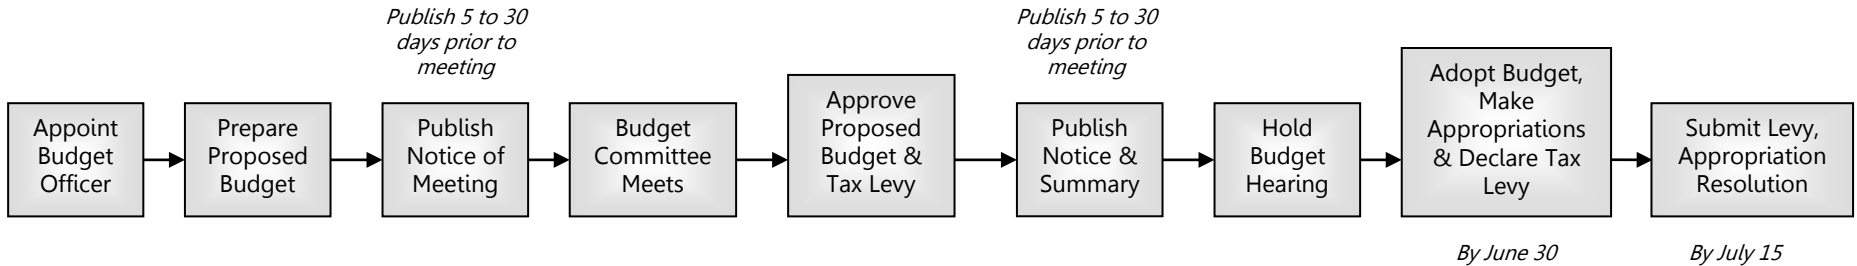 Publish 5 to 30
days prior to
meeting
Publish 5 to 30
days prior to
meeting
Appoint
Budget
Officer
Prepare
Proposed
Budget
Publish
Notice of
Meeting
Budget
Committee
Meets
Approve
Proposed
Budget &
Tax Levy
Publish
Notice &
Summary
Hold
Budget
Hearing
Adopt Budget,
Make
Appropriations
& Declare Tax
Levy
Submit Levy,
Appropriation
Resolution
By June 30
By July 15